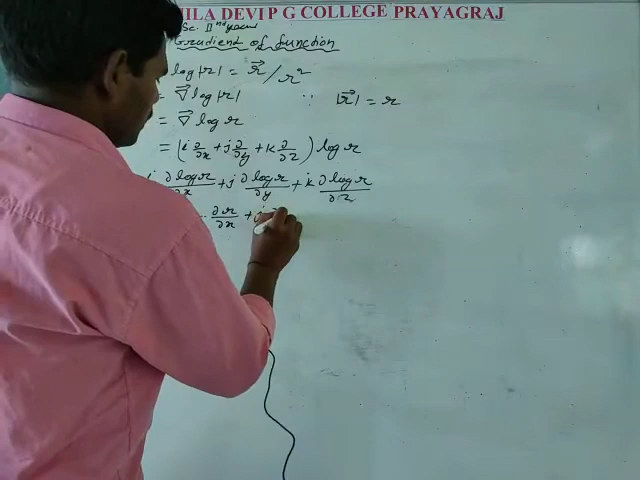 ILA DEVI P G COLLEGE PRAYAGRAJ
Sc. IInd year
Gradient of function
log |r| = r⃗ / r²
= ∇⃗ log |r| ∵ |r⃗| = r
= ∇⃗ log r
= (i ∂/∂x + j ∂/∂y + k ∂/∂z) log r
i ∂ log r/∂x + j ∂ log r/∂y + k ∂ log r/∂z
∂r/∂x + j